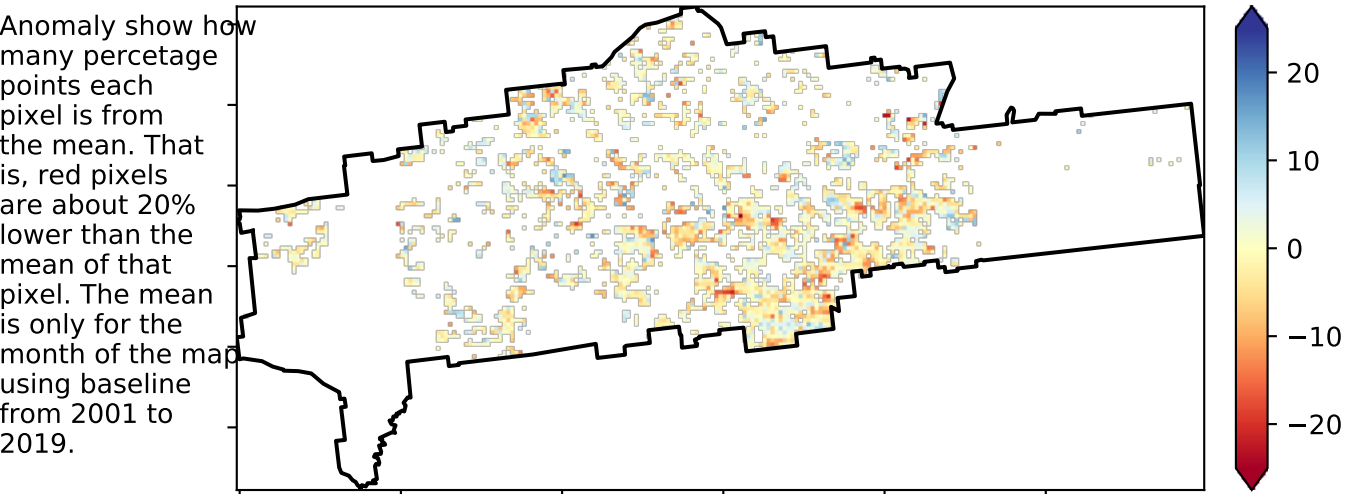 Anomaly show how
many percetage
points each
pixel is from
the mean. That
is, red pixels
are about 20%
lower than the
mean of that
pixel. The mean
is only for the
month of the map
using baseline
from 2001 to
2019.
20
10
0
−10
−20